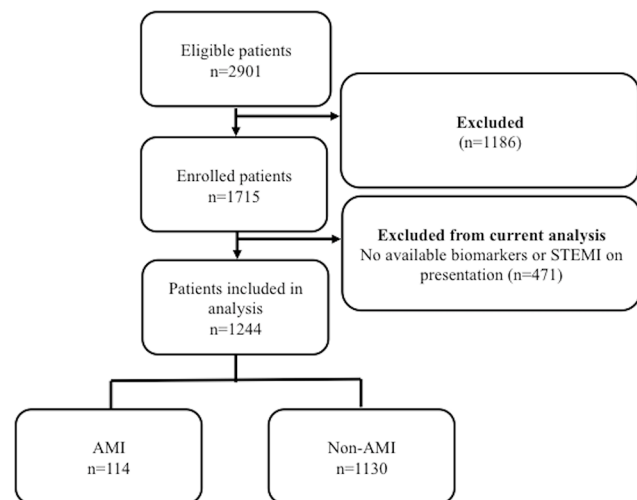 Eligible patients
n=2901
Excluded
(n=1186)
Enrolled patients
n=1715
Excluded from current analysis
No available biomarkers or STEMI on
presentation (n=471)
Patients included in
analysis
n=1244
AMI
n=114
Non-AMI
n=1130